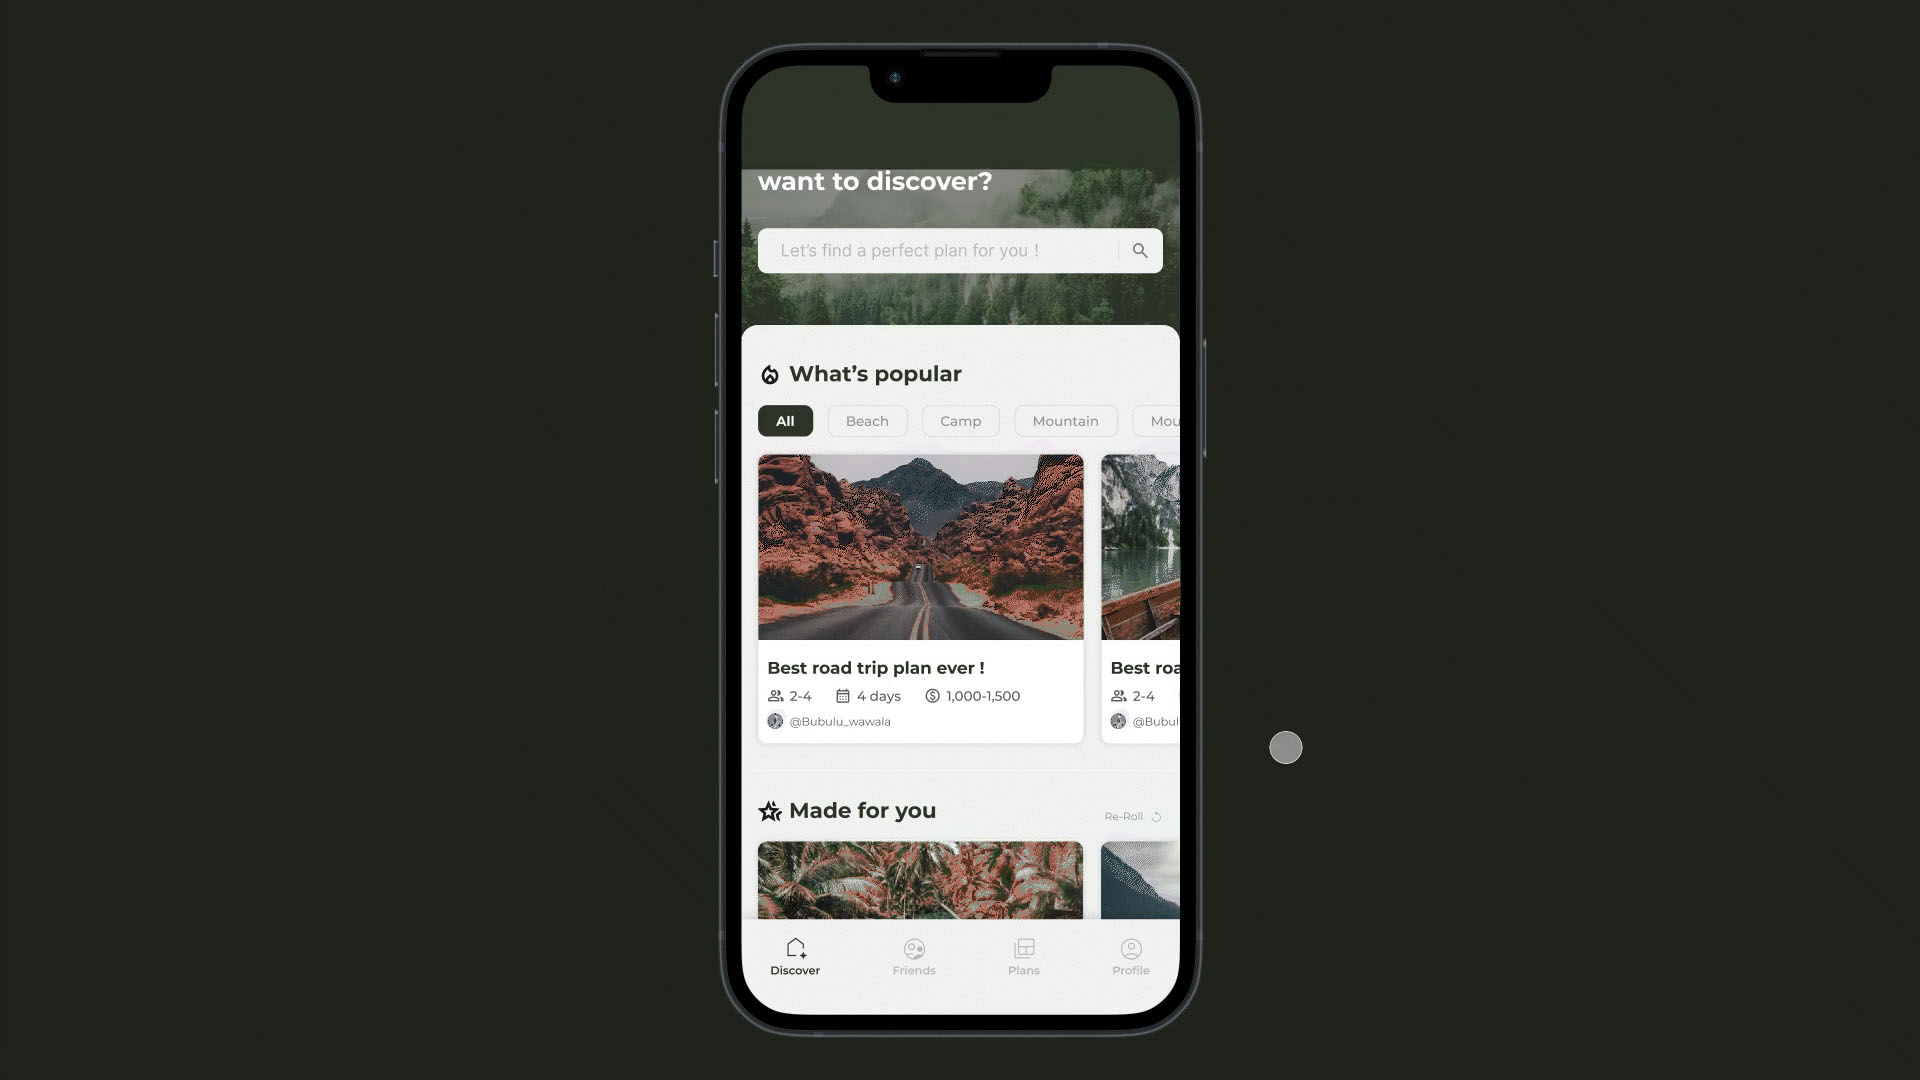 want to discover?
Let's find a perfect plan for you !
What's popular
All Beach Camp Mountain Mou
Best road trip plan ever ! Best roa
2-4 4 days 1,000-1,500 2-4
@Bubulu_wawala @Bubul
Made for you Re-Roll
Discover Friends Plans Profile